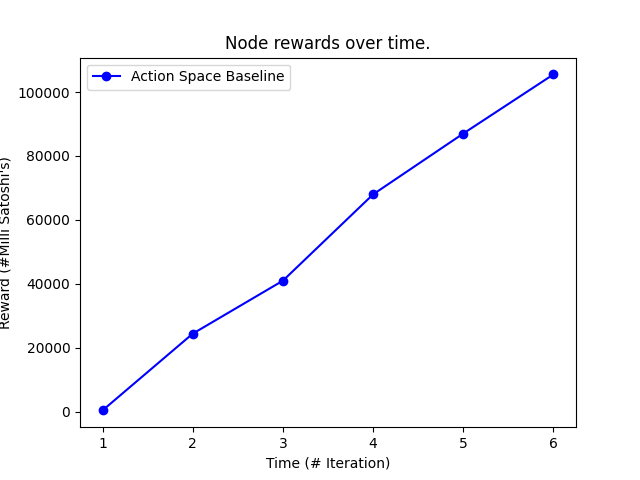 Node rewards over time.
Action Space Baseline
100000
80000
60000
40000
20000
0
Reward (#Milli Satoshi's)
1 2 3 4 5 6
Time (# Iteration)